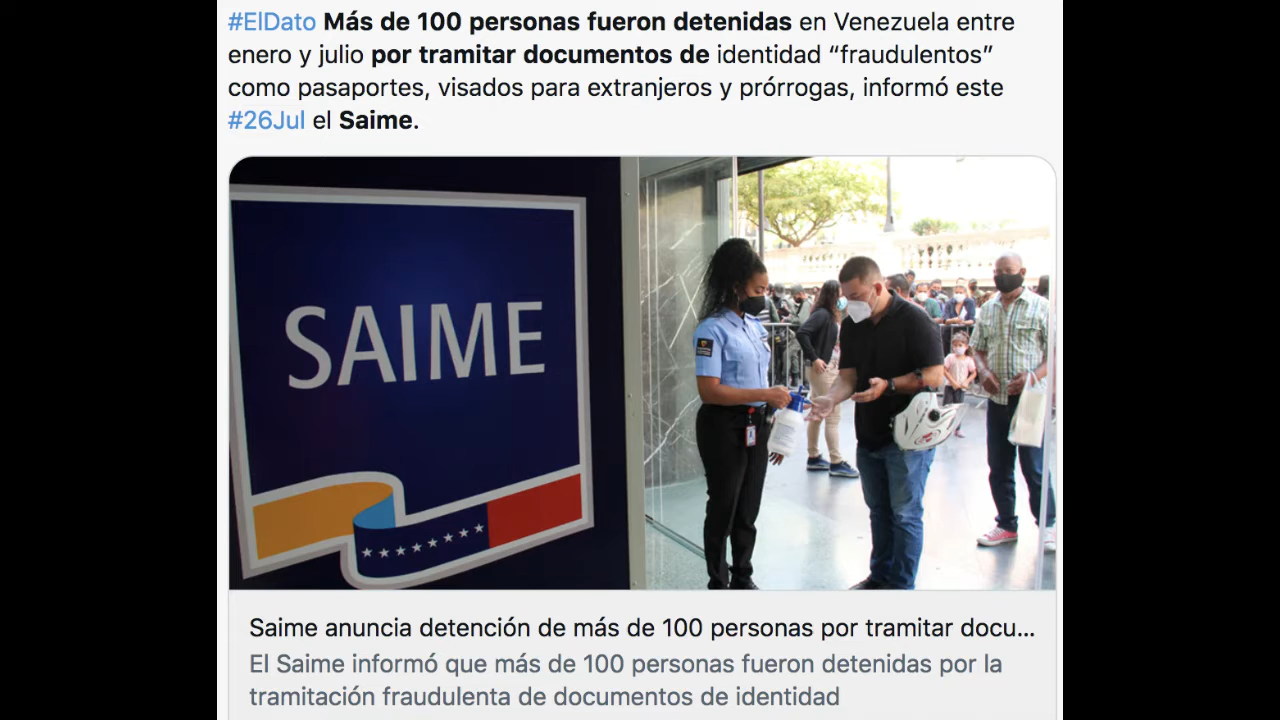 #ElDato Más de 100 personas fueron detenidas en Venezuela entre
enero y julio por tramitar documentos de identidad “fraudulentos”
como pasaportes, visados para extranjeros y prórrogas, informó este
#26Jul el Saime.
SAIME
Saime anuncia detención de más de 100 personas por tramitar docu...
El Saime informó que más de 100 personas fueron detenidas por la
tramitación fraudulenta de documentos de identidad